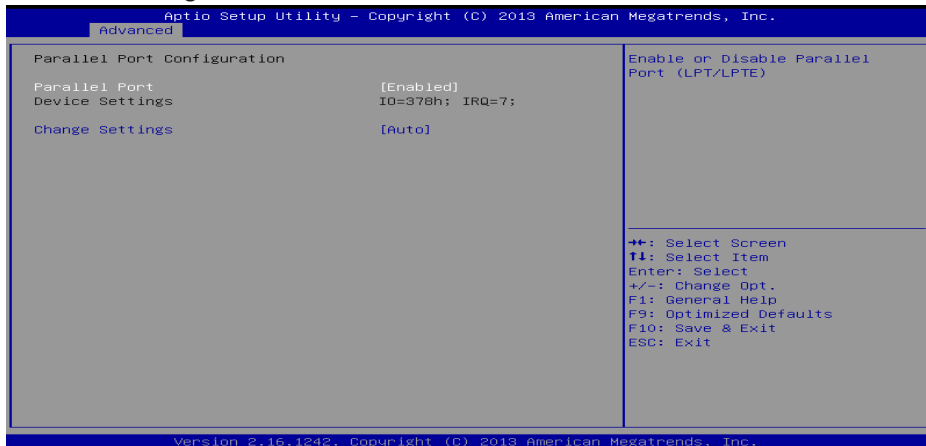 Aptio Setup Utility – Copyright (C) 2013 American Megatrends, Inc.
Advanced
Parallel Port Configuration
Parallel Port [Enabled]
Device Settings IO=378h; IRQ=7;
Change Settings [Auto]
Enable or Disable Parallel
Port (LPT/LPTE)
→←: Select Screen
↑↓: Select Item
Enter: Select
+/-: Change Opt.
F1: General Help
F9: Optimized Defaults
F10: Save & Exit
ESC: Exit
Version 2.16.1242. Copyright (C) 2013 American Megatrends, Inc.